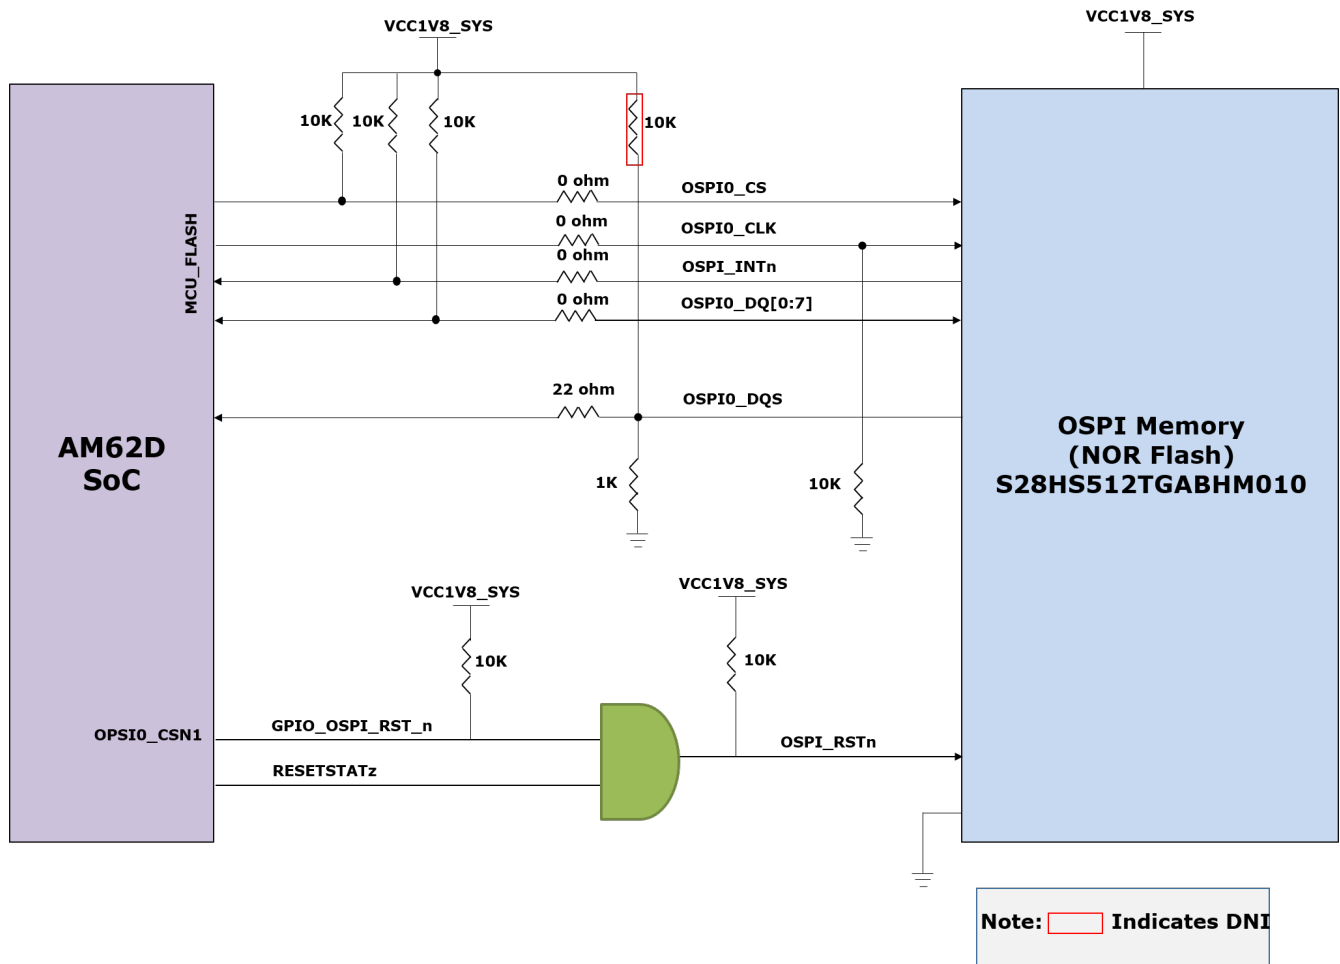 VCC1V8_SYS
VCC1V8_SYS
10K
10K
10K
10K
0 ohm
OSPI0_CS
0 ohm
OSPI0_CLK
0 ohm
OSPI_INTn
0 ohm
OSPI0_DQ[0:7]
MCU_FLASH
22 ohm
OSPI0_DQS
AM62D
SoC
OSPI Memory
(NOR Flash)
S28HS512TGABHM010
1K
10K
VCC1V8_SYS
VCC1V8_SYS
10K
10K
OPSI0_CSN1
GPIO_OSPI_RST_n
OSPI_RSTn
RESETSTATz
Note: Indicates DNI